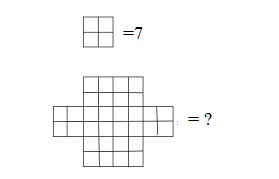 =7
= ?